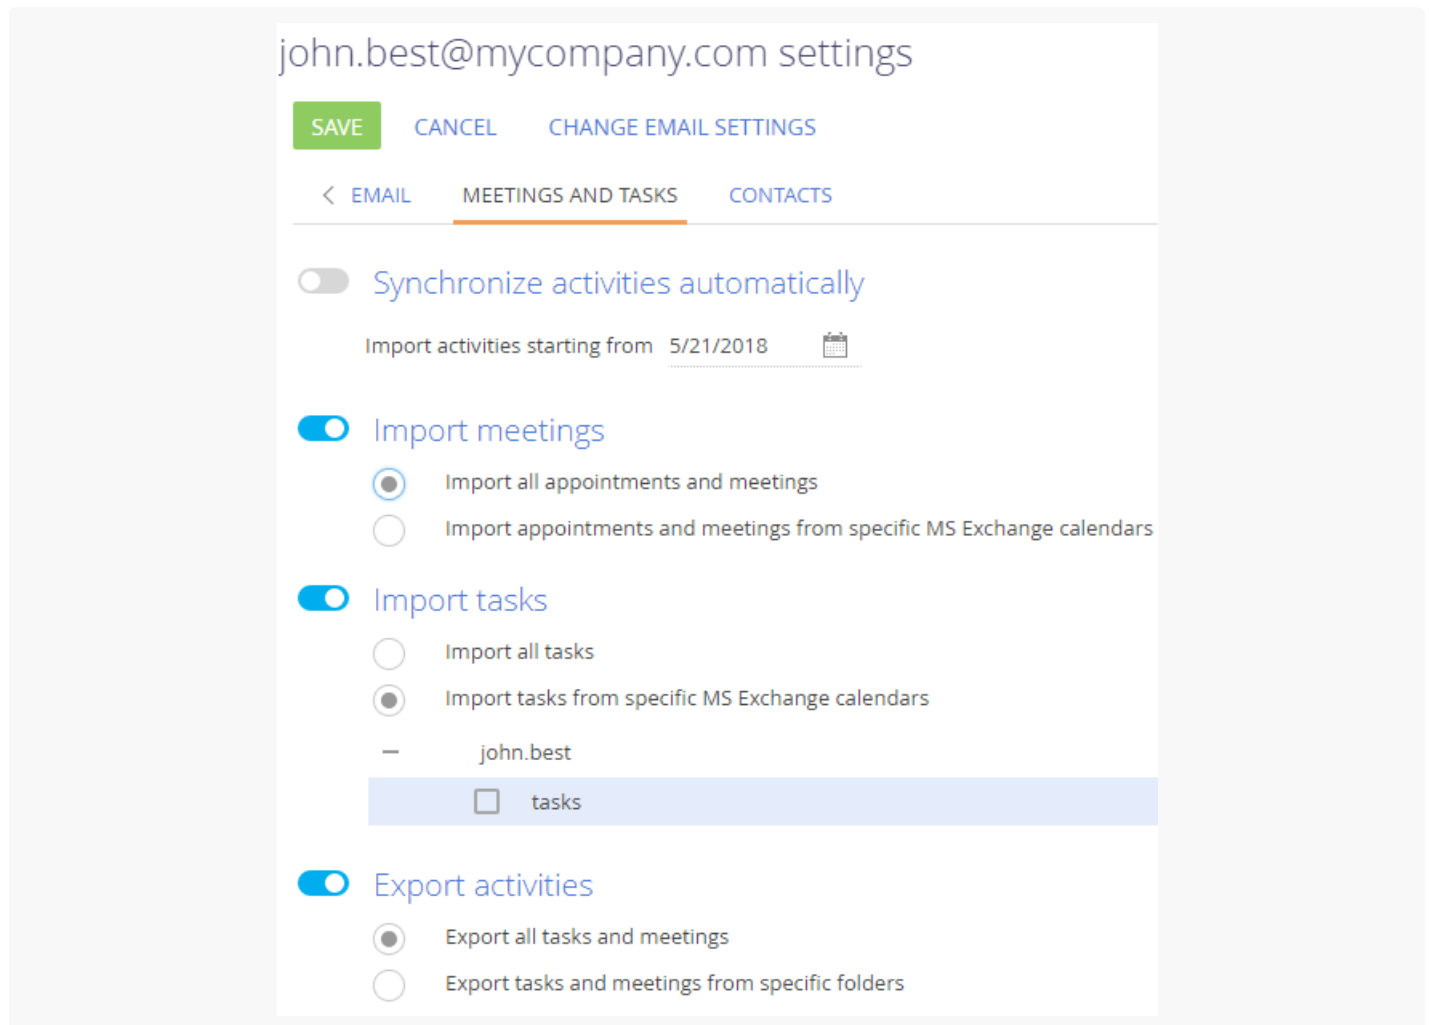 john.best@mycompany.com settings
SAVE CANCEL CHANGE EMAIL SETTINGS
EMAIL MEETINGS AND TASKS CONTACTS
Synchronize activities automatically
Import activities starting from 5/21/2018
Import meetings
Import all appointments and meetings
Import appointments and meetings from specific MS Exchange calendars
Import tasks
Import all tasks
Import tasks from specific MS Exchange calendars
john.best
tasks
Export activities
Export all tasks and meetings
Export tasks and meetings from specific folders